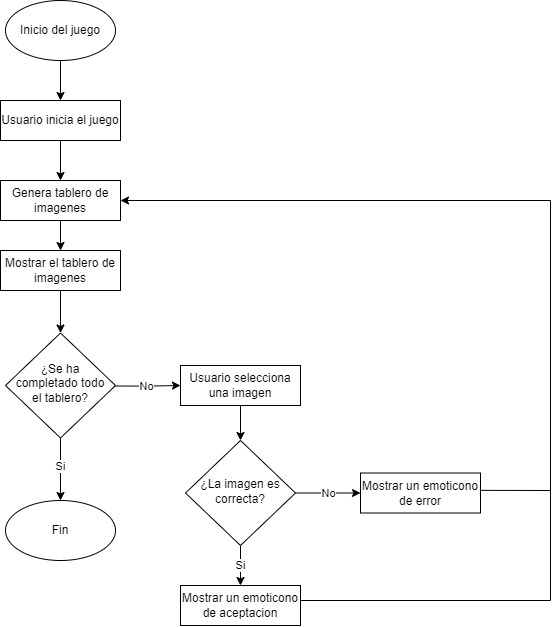 Inicio del juego
Usuario inicia el juego
Genera tablero de
imagenes
Mostrar el tablero de
imagenes
¿Se ha
completado todo
el tablero?
No
Usuario selecciona
una imagen
¿La imagen es
correcta?
No
Mostrar un emoticono
de error
Si
Fin
Si
Mostrar un emoticono
de aceptacion